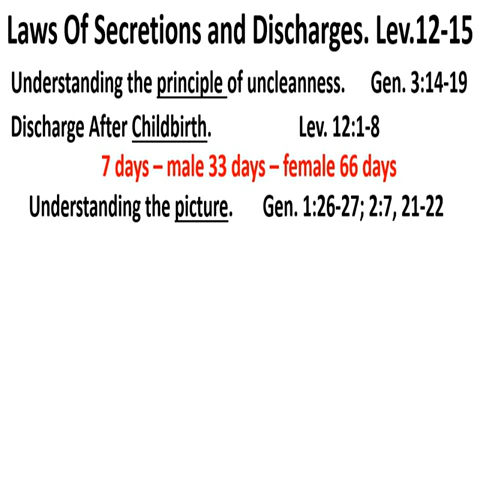 Laws Of Secretions and Discharges. Lev.12-15
Understanding the principle of uncleanness. Gen. 3:14-19
Discharge After Childbirth. Lev. 12:1-8
7 days – male 33 days – female 66 days
Understanding the picture. Gen. 1:26-27; 2:7, 21-22